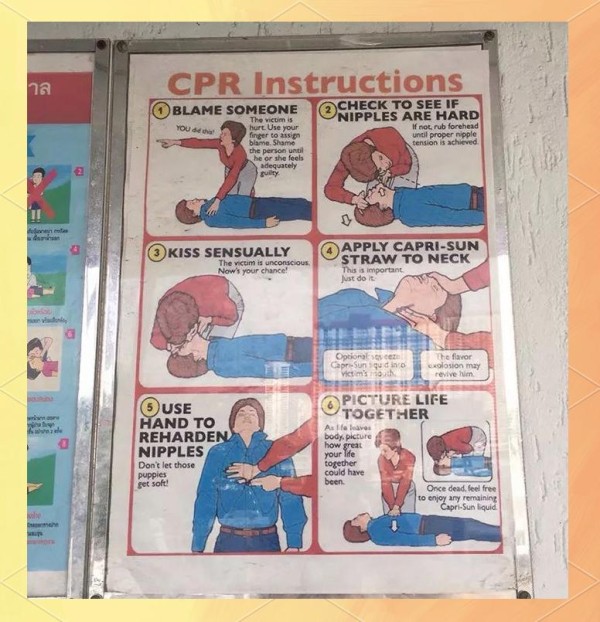 CPR Instructions
1 BLAME SOMEONE
YOU did this!
The victim is
hurt. Use your
finger to assign
blame. Shame
the person until
he or she feels
adequately
guilty.
2 CHECK TO SEE IF
NIPPLES ARE HARD
If not, rub forehead
until proper nipple
tension is achieved.
3 KISS SENSUALLY
The victim is unconscious.
Now's your chance!
4 APPLY CAPRI-SUN
STRAW TO NECK
This is important.
Just do it.
Optional: squeeze
Capri-Sun liquid into
victim's mouth.
The flavor
explosion may
revive him.
5 USE
HAND TO
REHARDEN
NIPPLES
Don't let those
puppies
get soft!
6 PICTURE LIFE
TOGETHER
As life leaves
body, picture
how great
your life
together
could have
been.
Once dead, feel free
to enjoy any remaining
Capri-Sun liquid.